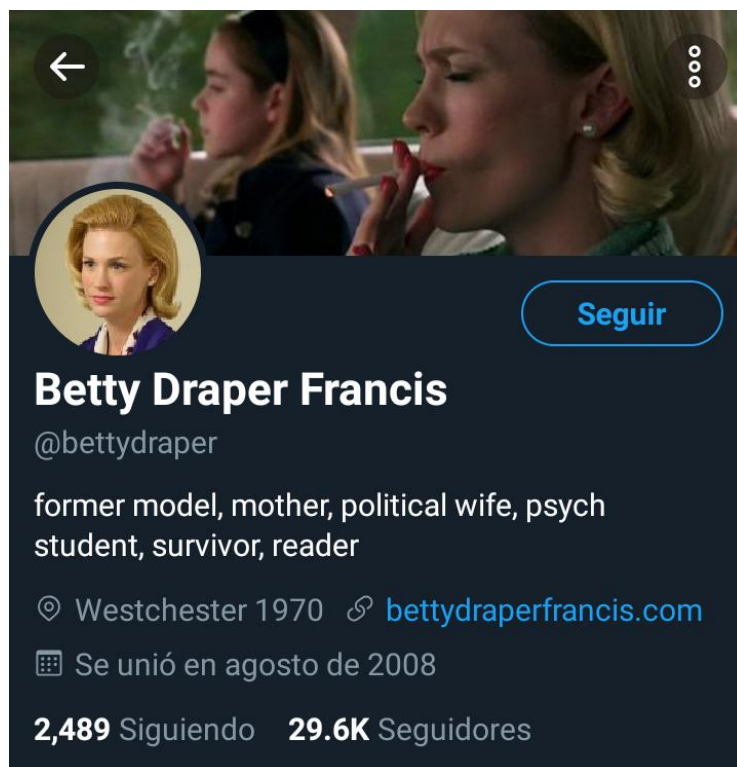 Seguir
Betty Draper Francis
@bettydraper
former model, mother, political wife, psych
student, survivor, reader
Westchester 1970 bettydraperfrancis.com
Se unió en agosto de 2008
2,489 Siguiendo 29.6K Seguidores